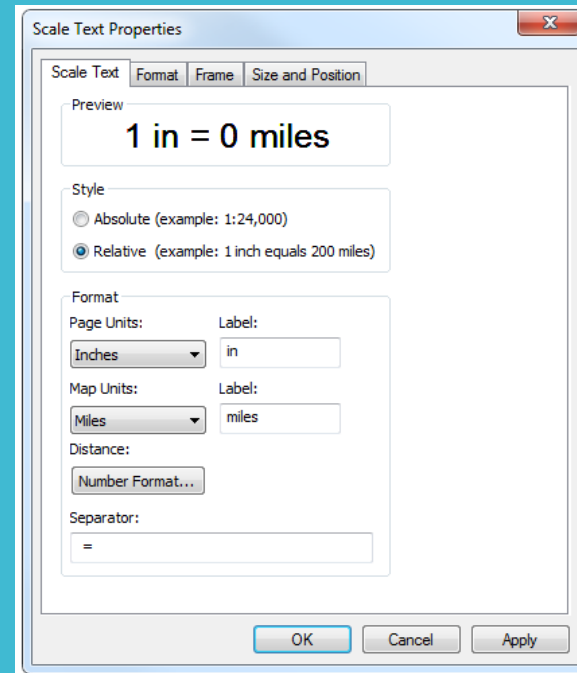 Scale Text Properties
x
Scale Text Format Frame Size and Position
Preview
1 in = 0 miles
Style
Absolute (example: 1:24,000)
Relative (example: 1 inch equals 200 miles)
Format
Page Units: Label:
Inches in
Map Units: Label:
Miles miles
Distance:
Number Format...
Separator:
=
OK Cancel Apply